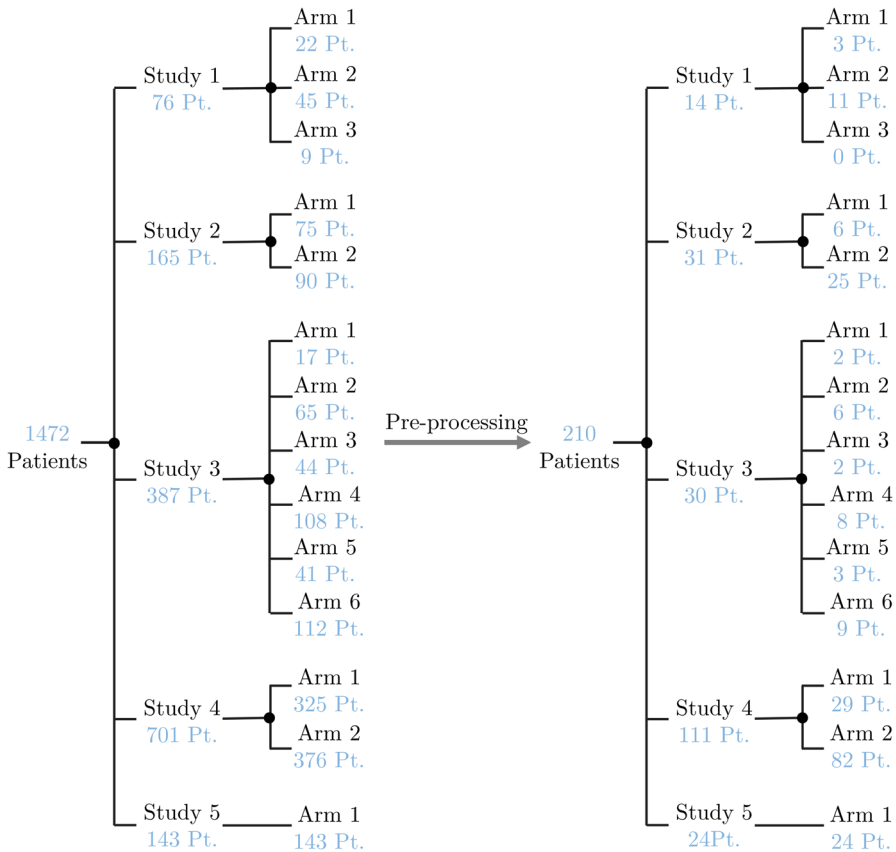 1472
Patients
Study 1
76 Pt.
Arm 1
22 Pt.
Arm 2
45 Pt.
Arm 3
9 Pt.
Study 2
165 Pt.
Arm 1
75 Pt.
Arm 2
90 Pt.
Study 3
387 Pt.
Arm 1
17 Pt.
Arm 2
65 Pt.
Arm 3
44 Pt.
Arm 4
108 Pt.
Arm 5
41 Pt.
Arm 6
112 Pt.
Study 4
701 Pt.
Arm 1
325 Pt.
Arm 2
376 Pt.
Study 5
143 Pt.
Arm 1
143 Pt.
Pre-processing
210
Patients
Study 1
14 Pt.
Arm 1
3 Pt.
Arm 2
11 Pt.
Arm 3
0 Pt.
Study 2
31 Pt.
Arm 1
6 Pt.
Arm 2
25 Pt.
Study 3
30 Pt.
Arm 1
2 Pt.
Arm 2
6 Pt.
Arm 3
2 Pt.
Arm 4
8 Pt.
Arm 5
3 Pt.
Arm 6
9 Pt.
Study 4
111 Pt.
Arm 1
29 Pt.
Arm 2
82 Pt.
Study 5
24Pt.
Arm 1
24 Pt.